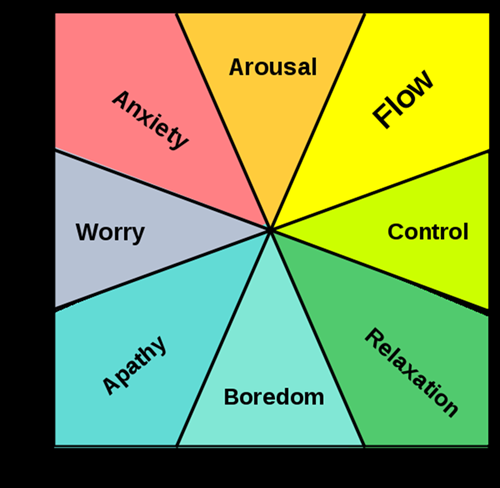 Arousal
Flow
Anxiety
Worry
Control
Apathy
Relaxation
Boredom